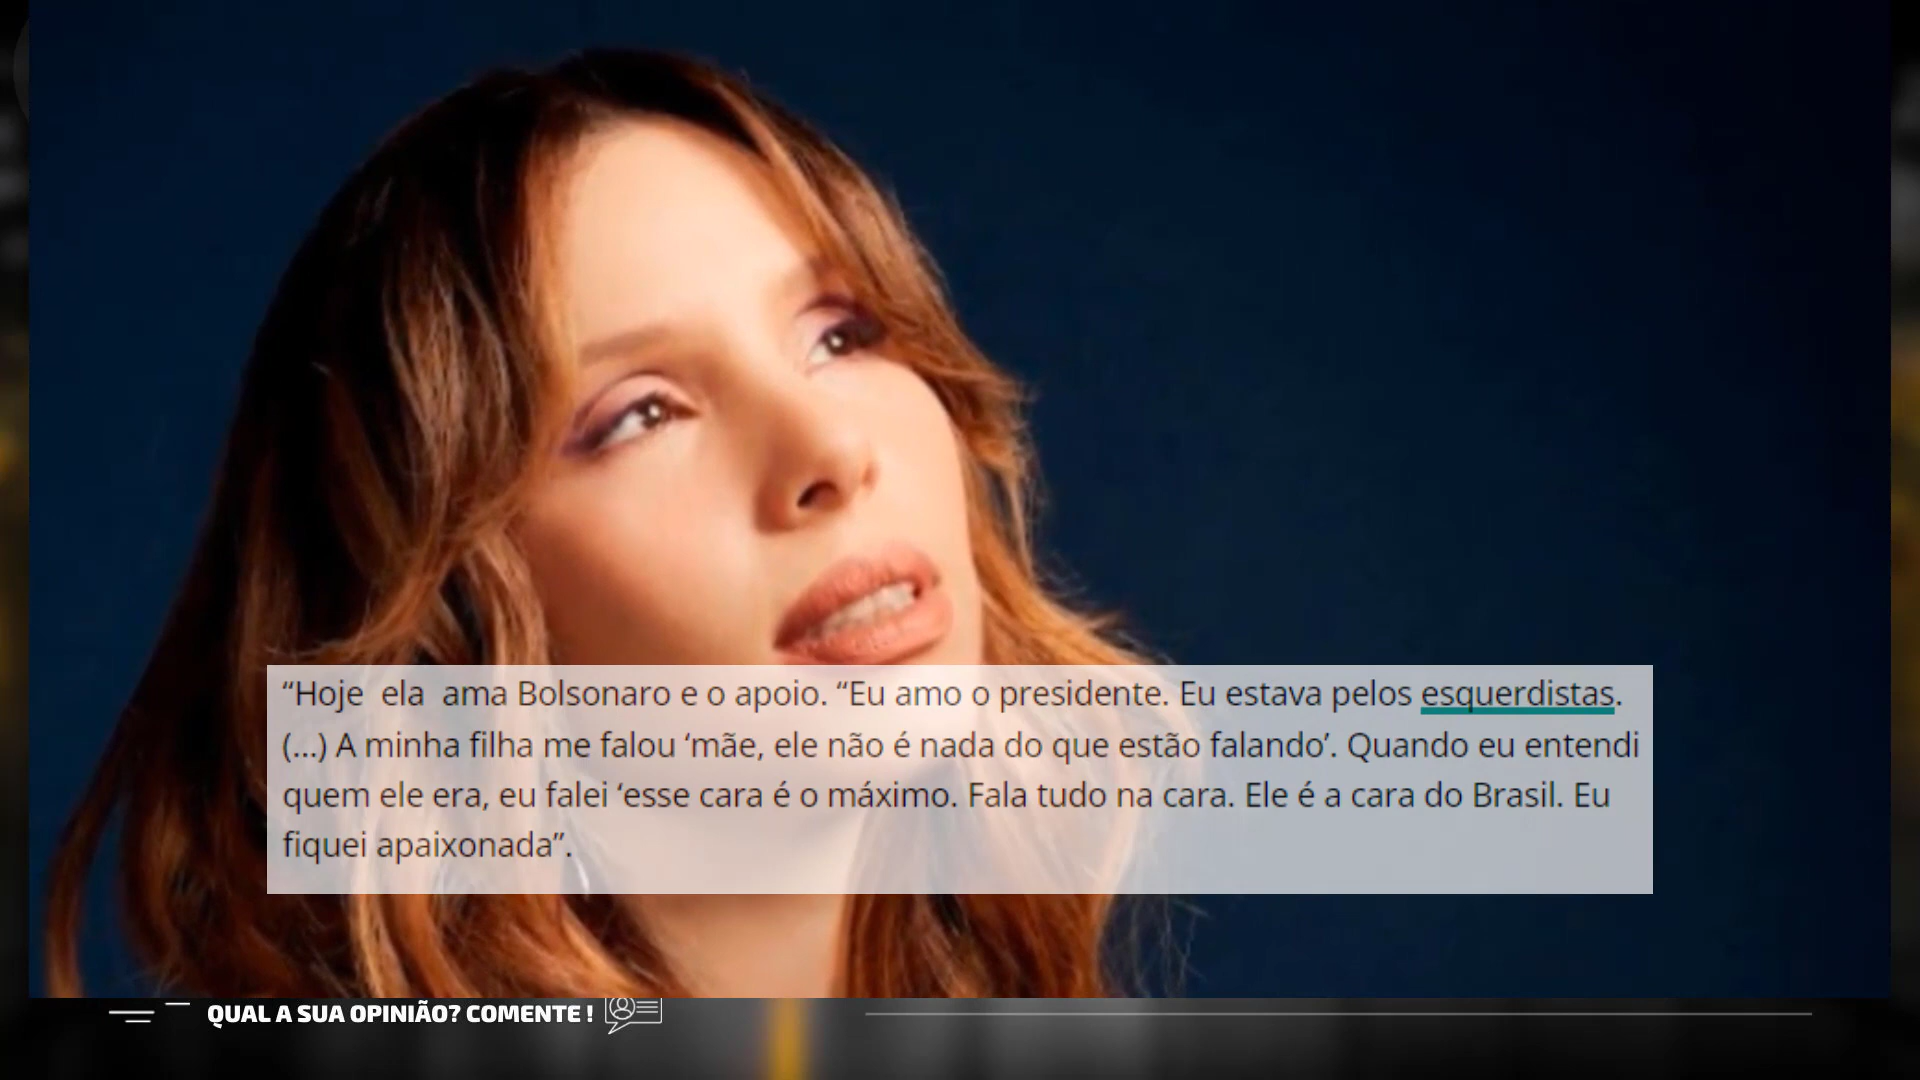 “Hoje ela ama Bolsonaro e o apoio. “Eu amo o presidente. Eu estava pelos esquerdistas.
(...) A minha filha me falou ‘mãe, ele não é nada do que estão falando’. Quando eu entendi
quem ele era, eu falei ‘esse cara é o máximo. Fala tudo na cara. Ele é a cara do Brasil. Eu
fiquei apaixonada”.
QUAL A SUA OPINIÃO? COMENTE !